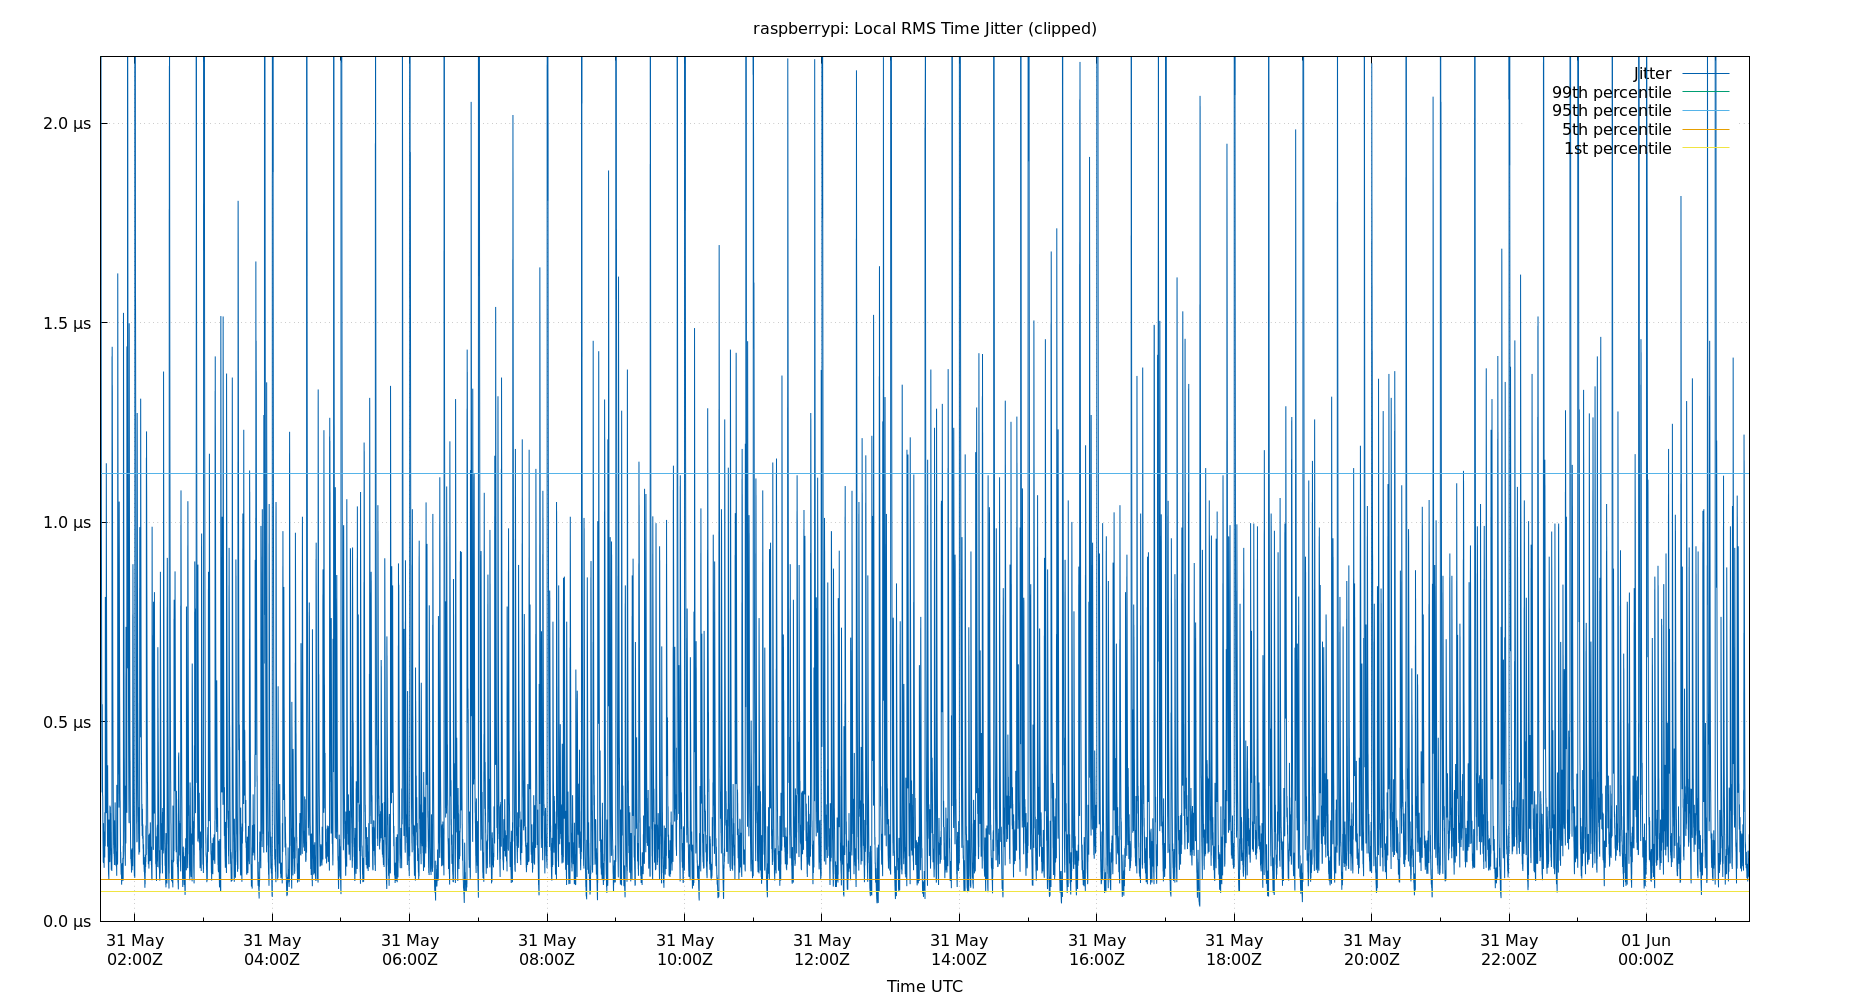 raspberrypi: Local RMS Time Jitter (clipped)
Jitter
99th percentile
95th percentile
5th percentile
1st percentile
2.0 µs
1.5 µs
1.0 µs
0.5 µs
0.0 µs
31 May 31 May 31 May 31 May 31 May 31 May 31 May 31 May 31 May 31 May 31 May 01 Jun
02:00Z 04:00Z 06:00Z 08:00Z 10:00Z 12:00Z 14:00Z 16:00Z 18:00Z 20:00Z 22:00Z 00:00Z
Time UTC